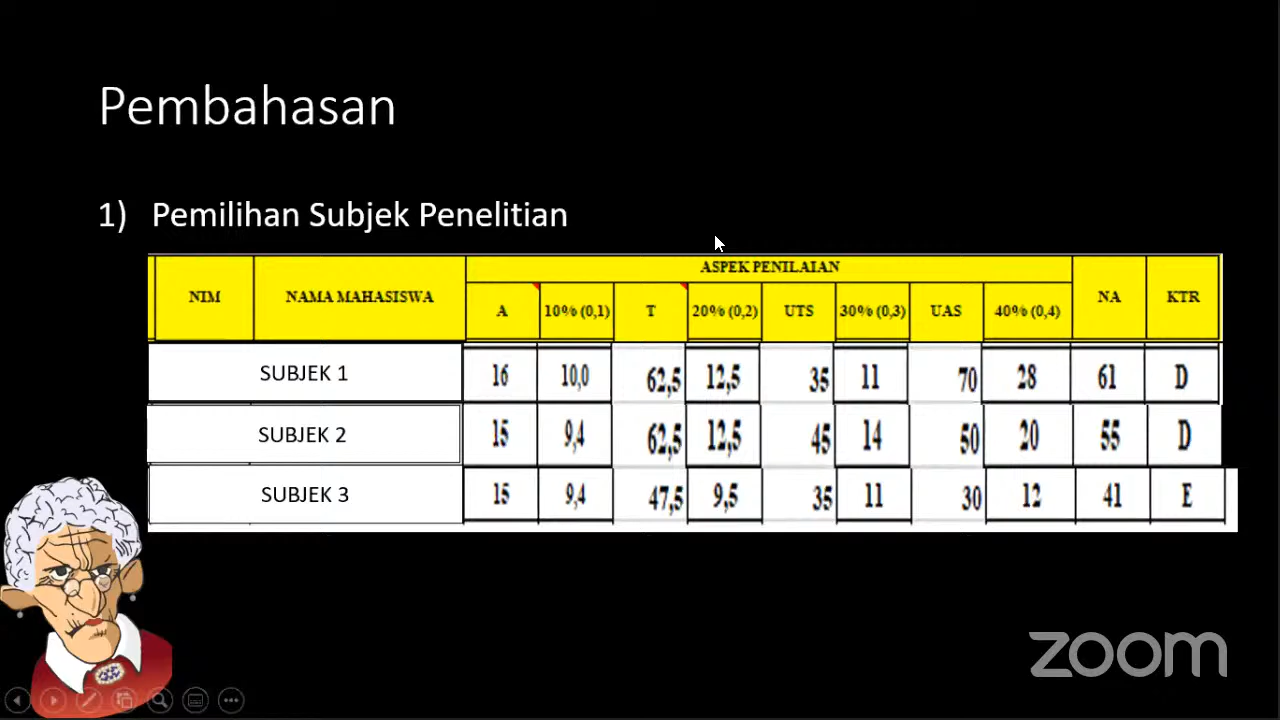 Pembahasan
1) Pemilihan Subjek Penelitian
NIM NAMA MAHASISWA ASPEK PENILAIAN NA KTR
A 10% (0,1) T 20% (0,2) UTS 30% (0,3) UAS 40% (0,4)
SUBJEK 1 16 10,0 62,5 12,5 35 11 70 28 61 D
SUBJEK 2 15 9,4 62,5 12,5 45 14 50 20 55 D
SUBJEK 3 15 9,4 47,5 9,5 35 11 30 12 41 E
zoom